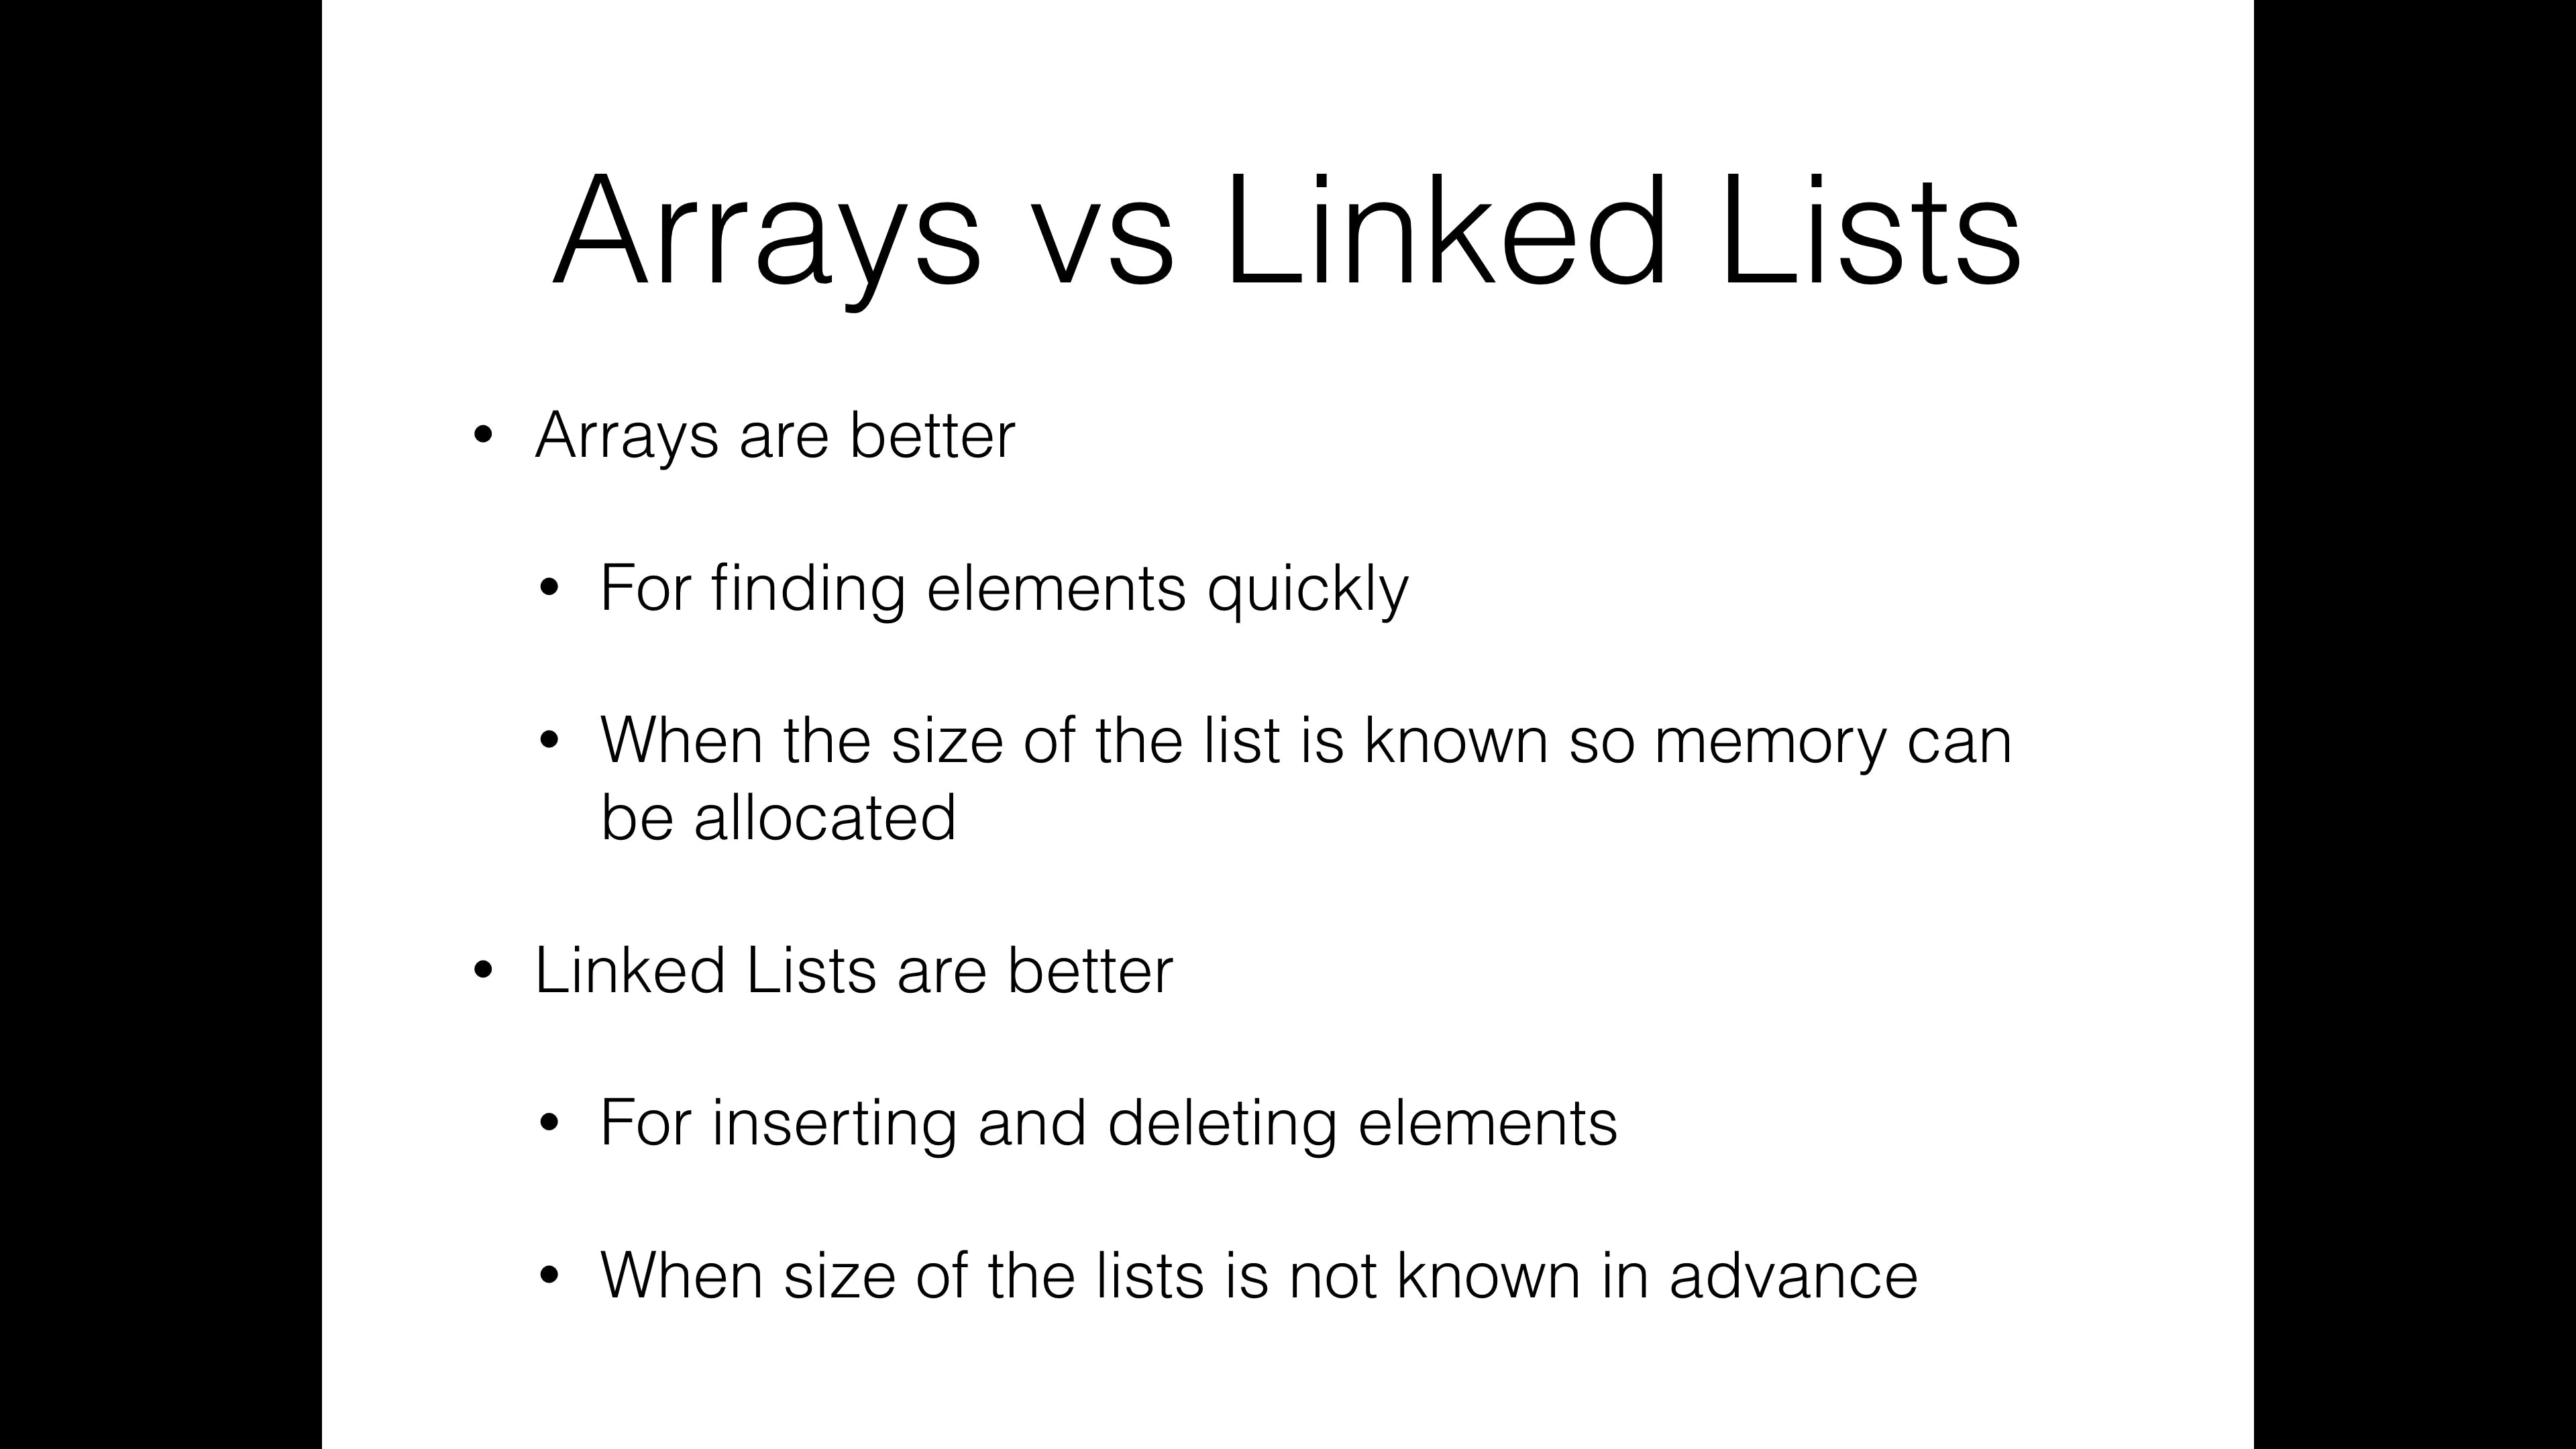 Arrays vs Linked Lists
• Arrays are better
• For finding elements quickly
• When the size of the list is known so memory can
be allocated
• Linked Lists are better
• For inserting and deleting elements
• When size of the lists is not known in advance